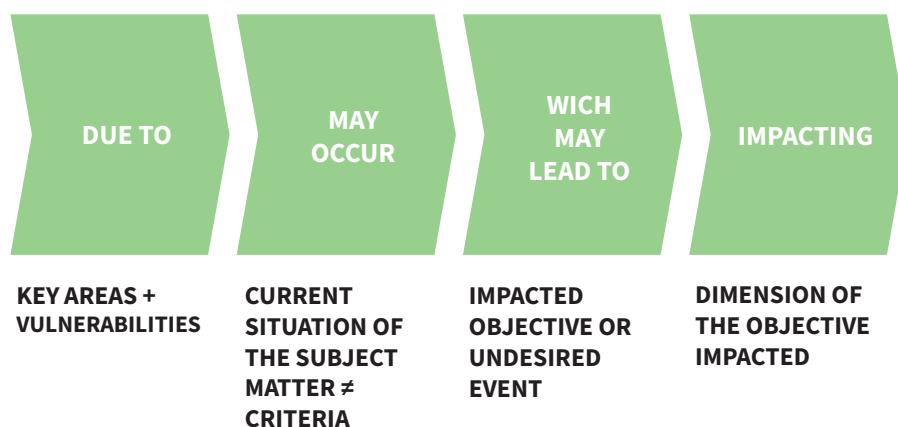 DUE TO
MAY
OCCUR
WICH
MAY
LEAD TO
IMPACTING
KEY AREAS +
VULNERABILITIES
CURRENT
SITUATION OF
THE SUBJECT
MATTER ≠
CRITERIA
IMPACTED
OBJECTIVE OR
UNDESIRED
EVENT
DIMENSION OF
THE OBJECTIVE
IMPACTED